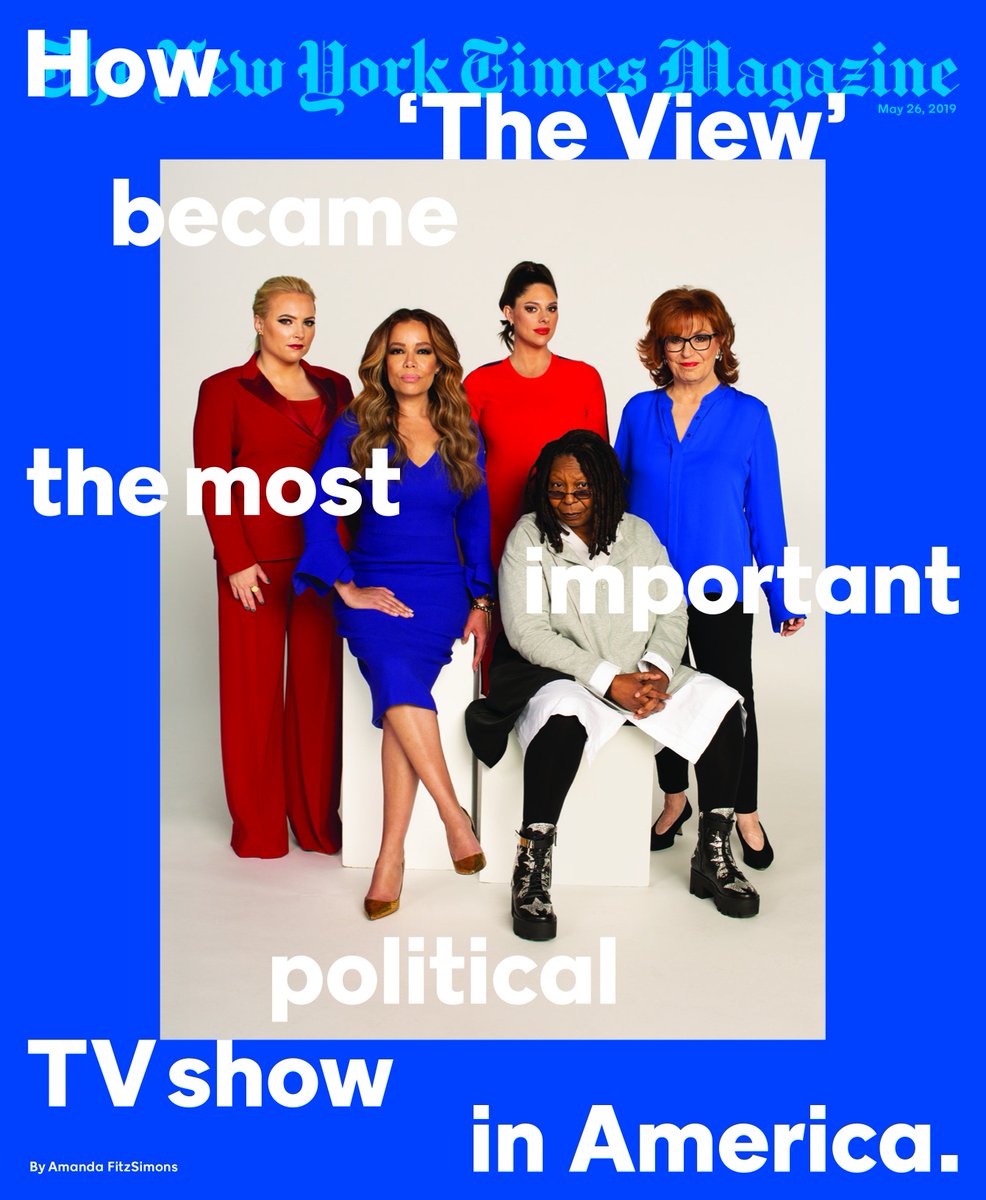 The New York Times Magazine
May 26, 2019
How
‘The View’
became
the most
important
political
TV show
in America.
By Amanda FitzSimons